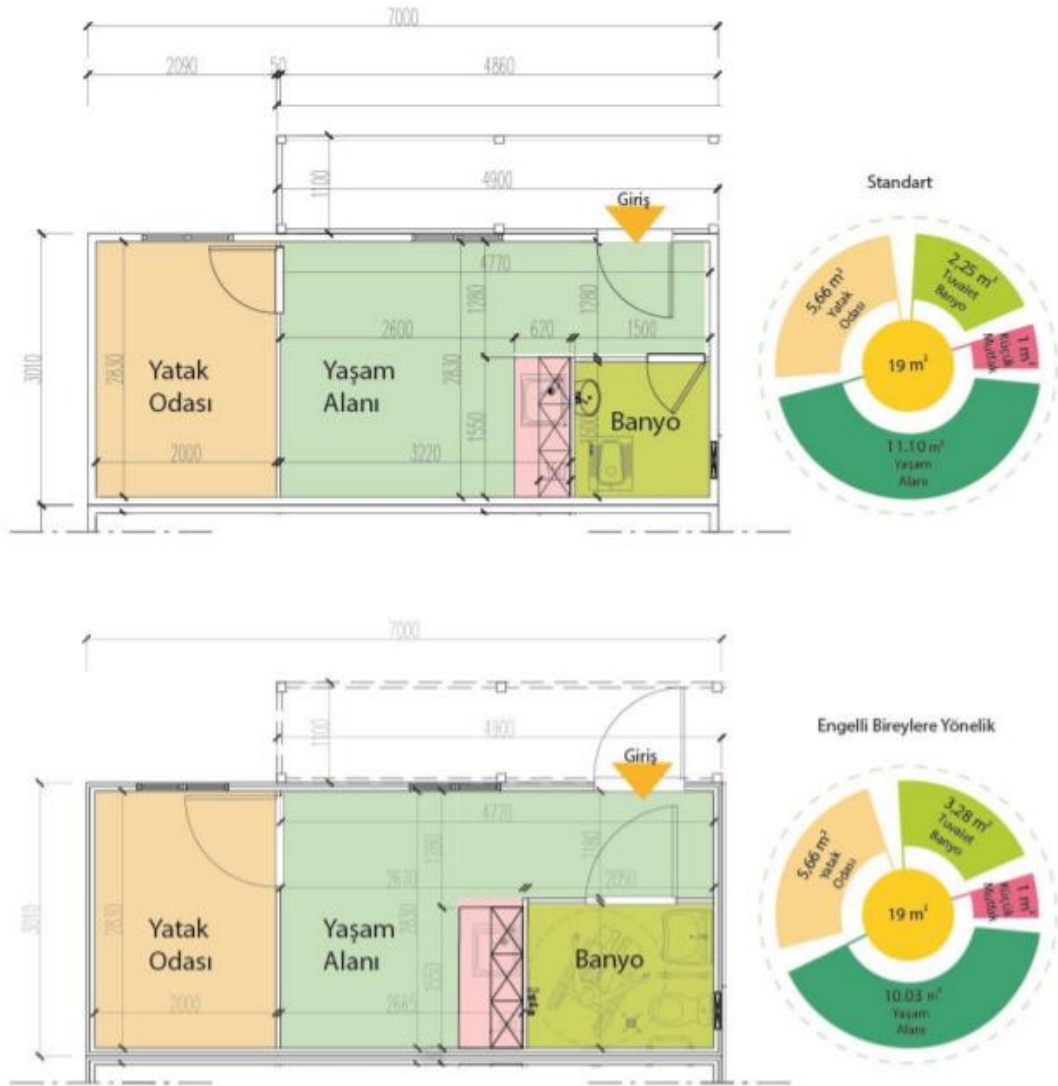 7000
2090
50
4860
1100
4900
Giriş
4770
1280
1280
2600
620
1500
3010
2830
Yatak
Odası
Yaşam
Alanı
2830
1550
Banyo
2000
3220
Standart
5,66 m²
Yatak
Odası
2,25 m²
Tuvalet
Banyo
1 m²
Küçük
Mutfak
19 m²
11.10 m²
Yaşam
Alanı
7000
1100
4900
Giriş
4770
1180
2670
2050
3010
2830
Yatak
Odası
Yaşam
Alanı
2830
1550
Banyo
2000
2665
Engelli Bireylere Yönelik
5,66 m²
Yatak
Odası
3,28 m²
Tuvalet
Banyo
1 m²
Küçük
Mutfak
19 m²
10.03 m²
Yaşam
Alanı